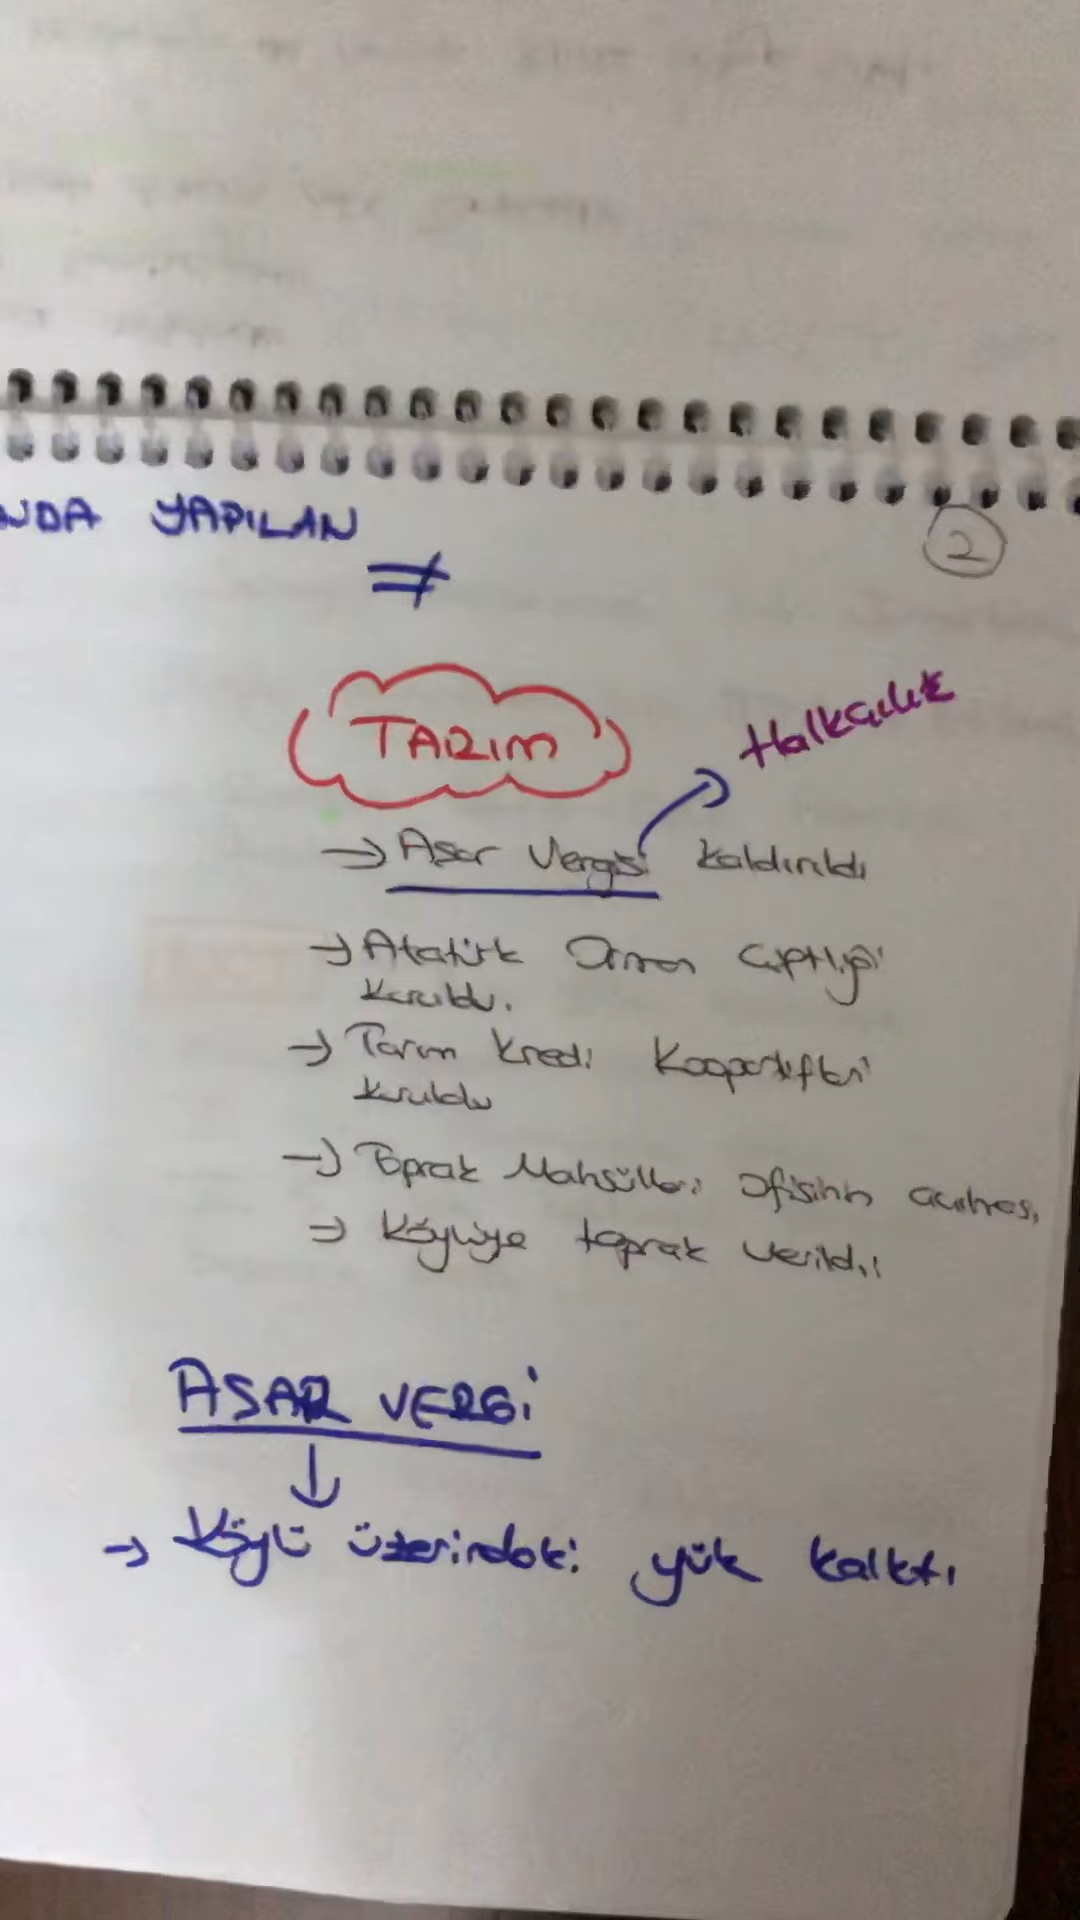 NDA YAPILAN
2
TARIM
Halkçılık
→ Aşar Vergisi kaldırıldı
→ Atatürk Orman Çiftliği
kuruldu.
→ Tarım Kredi Kooperatifleri
kuruldu
→ Toprak Mahsülleri Ofisinin açılması
→ Köylüye toprak verildi
AŞAR VERGİ
↓
→ Köylü üzerindeki yük kalktı